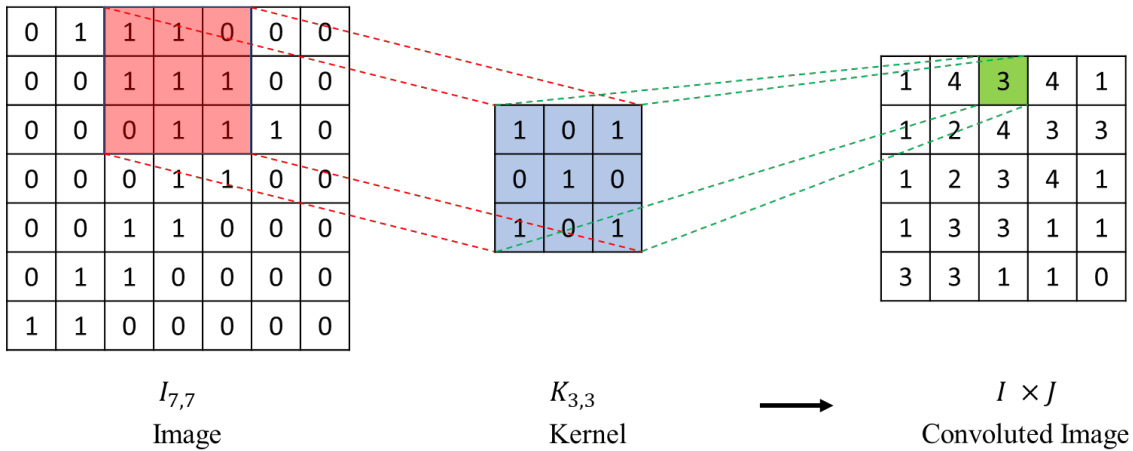 0 1 1 1 0 0 0
0 0 1 1 1 0 0
0 0 0 1 1 1 0
0 0 0 1 1 0 0
0 0 1 1 0 0 0
0 1 1 0 0 0 0
1 1 0 0 0 0 0
1 0 1
0 1 0
1 0 1
1 4 3 4 1
1 2 4 3 3
1 2 3 4 1
1 3 3 1 1
3 3 1 1 0
I7,7
Image
K3,3
Kernel
I × J
Convoluted Image